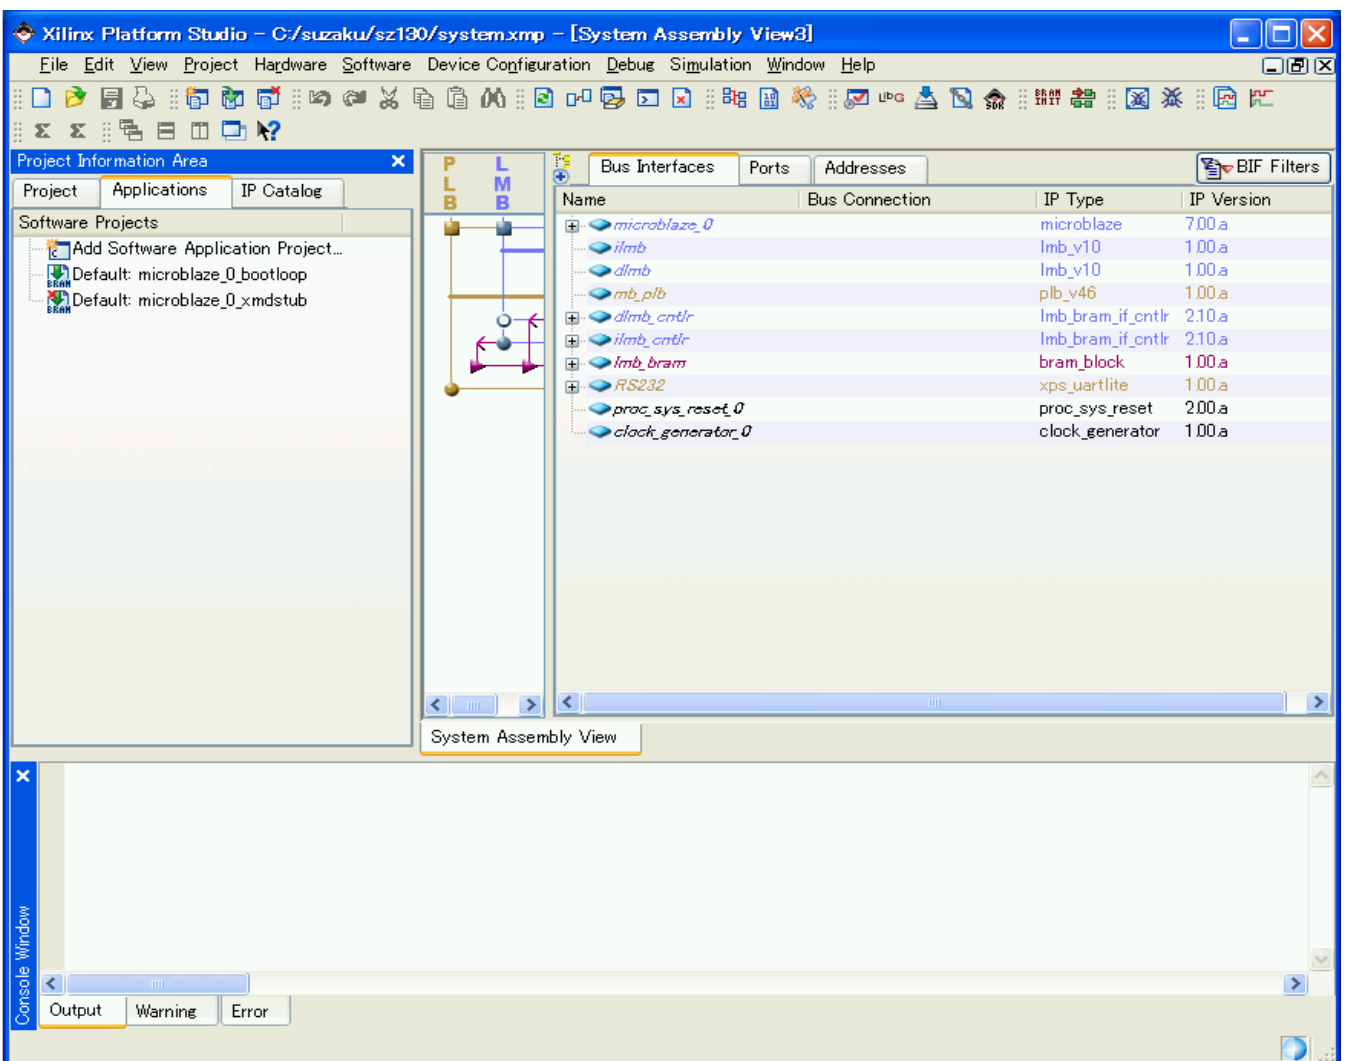 Xilinx Platform Studio - C:/suzaku/sz130/system.xmp - [System Assembly View3]
File Edit View Project Hardware Software Device Configuration Debug Simulation Window Help
Project Information Area
Project Applications IP Catalog
Software Projects
Add Software Application Project...
Default: microblaze_0_bootloop
Default: microblaze_0_xmdstub
PLB LMB
Bus Interfaces Ports Addresses BIF Filters
Name Bus Connection IP Type IP Version
microblaze_0 microblaze 7.00.a
ilmb lmb_v10 1.00.a
dlmb lmb_v10 1.00.a
mb_plb plb_v46 1.00.a
dlmb_cntlr lmb_bram_if_cntlr 2.10.a
ilmb_cntlr lmb_bram_if_cntlr 2.10.a
lmb_bram bram_block 1.00.a
RS232 xps_uartlite 1.00.a
proc_sys_reset_0 proc_sys_reset 2.00.a
clock_generator_0 clock_generator 1.00.a
System Assembly View
Console Window
Output Warning Error